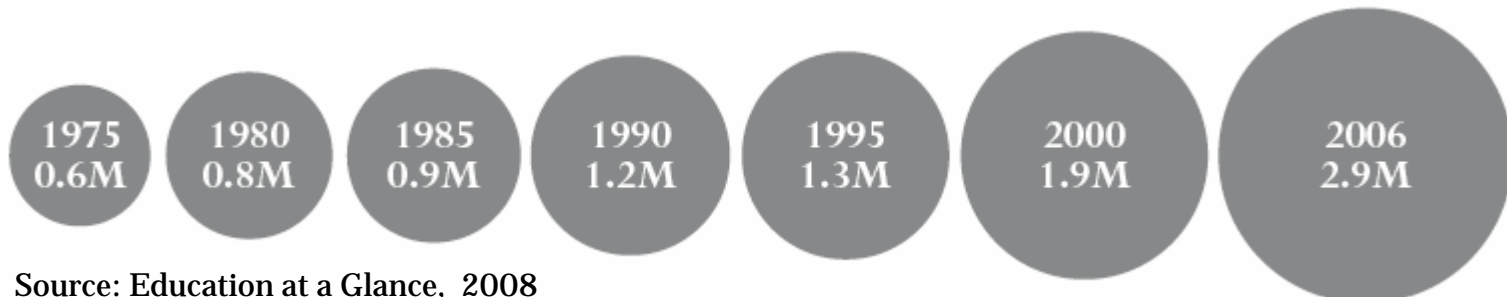 1975
0.6M
1980
0.8M
1985
0.9M
1990
1.2M
1995
1.3M
2000
1.9M
2006
2.9M
Source: Education at a Glance, 2008